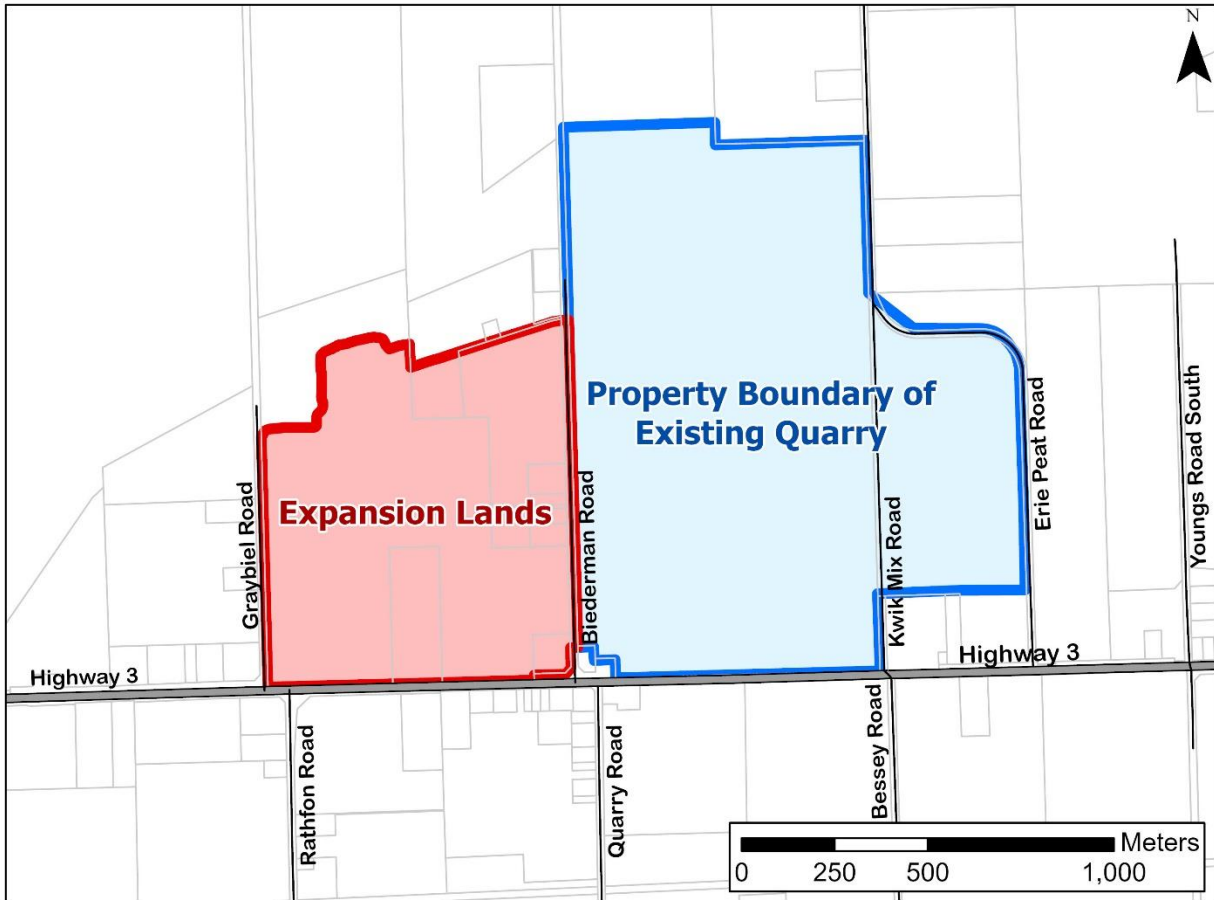 N
Property Boundary of
Existing Quarry
Expansion Lands
Graybiel Road
Biederman Road
Kwik Mix Road
Erie Peat Road
Youngs Road South
Highway 3
Highway 3
Rathfon Road
Quarry Road
Bessey Road
Meters
0 250 500 1,000